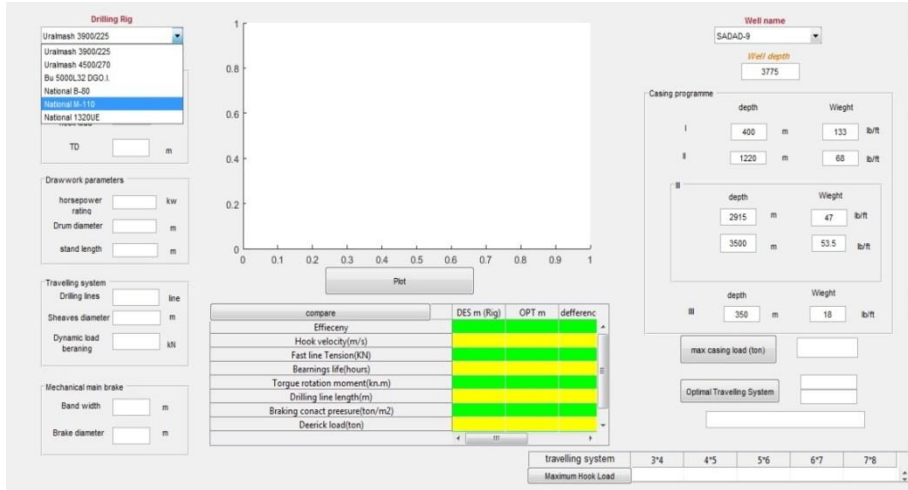 Drilling Rig
Uralmash 3900/225
Uralmash 3900/225
Uralmash 4500/270
Bu 5000L32 DGO.I.
National B-80
National M-110
National 1320UE
TD m
Drawwork parameters
horsepower rating kw
Drum diameter m
stand length m
Travelling system
Drilling lines line
Sheaves diameter m
Dynamic load beraning kN
Mechanical main brake
Band width m
Brake diameter m
1
0.8
0.6
0.4
0.2
0
0 0.1 0.2 0.3 0.4 0.5 0.6 0.7 0.8 0.9 1
Plot
compare DES m (Rig) OPT m defferenc
Effieceny
Hook velocity(m/s)
Fast line Tension(KN)
Bearnings life(hours)
Torgue rotation moment(kn.m)
Drilling line length(m)
Braking conact preesure(ton/m2)
Deerick load(ton)
Well name
SADAD-9
Well depth
3775
Casing programme
depth Wieght
I 400 m 133 lb/ft
II 1220 m 68 lb/ft
III
depth Wieght
2915 m 47 lb/ft
3500 m 53.5 lb/ft
depth Wieght
III 350 m 18 lb/ft
max casing load (ton)
Optimal Travelling System
travelling system 3*4 4*5 5*6 6*7 7*8
Maximum Hook Load